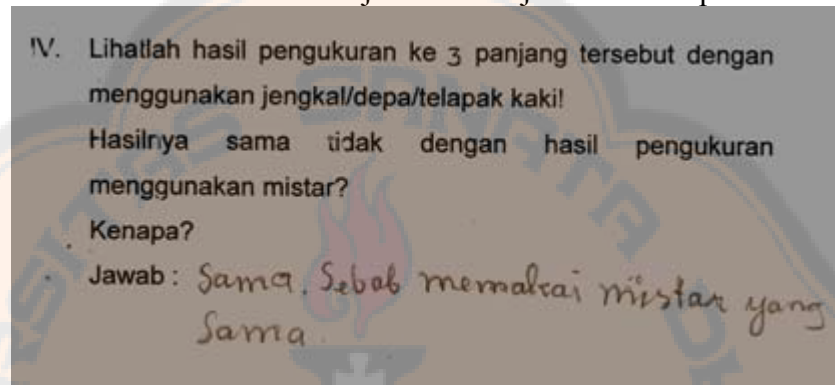 IV. Lihatlah hasil pengukuran ke 3 panjang tersebut dengan
menggunakan jengkal/depa/telapak kaki!
Hasilnya sama tidak dengan hasil pengukuran
menggunakan mistar?
Kenapa?
Jawab : Sama. Sebab memakai mistar yang
Sama.